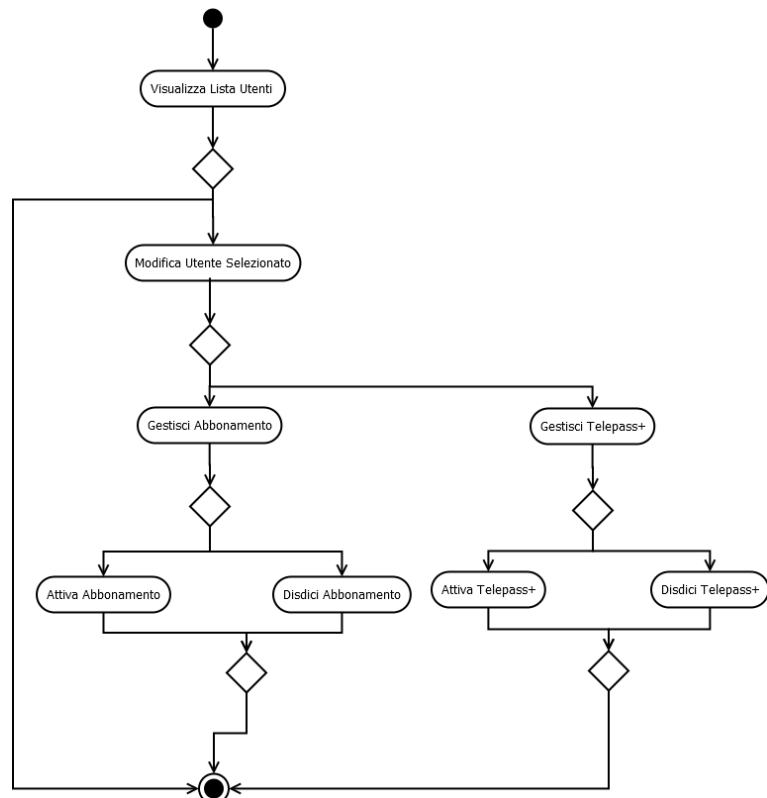 Visualizza Lista Utenti
Modifica Utente Selezionato
Gestisci Abbonamento
Gestisci Telepass+
Attiva Abbonamento
Disdici Abbonamento
Attiva Telepass+
Disdici Telepass+